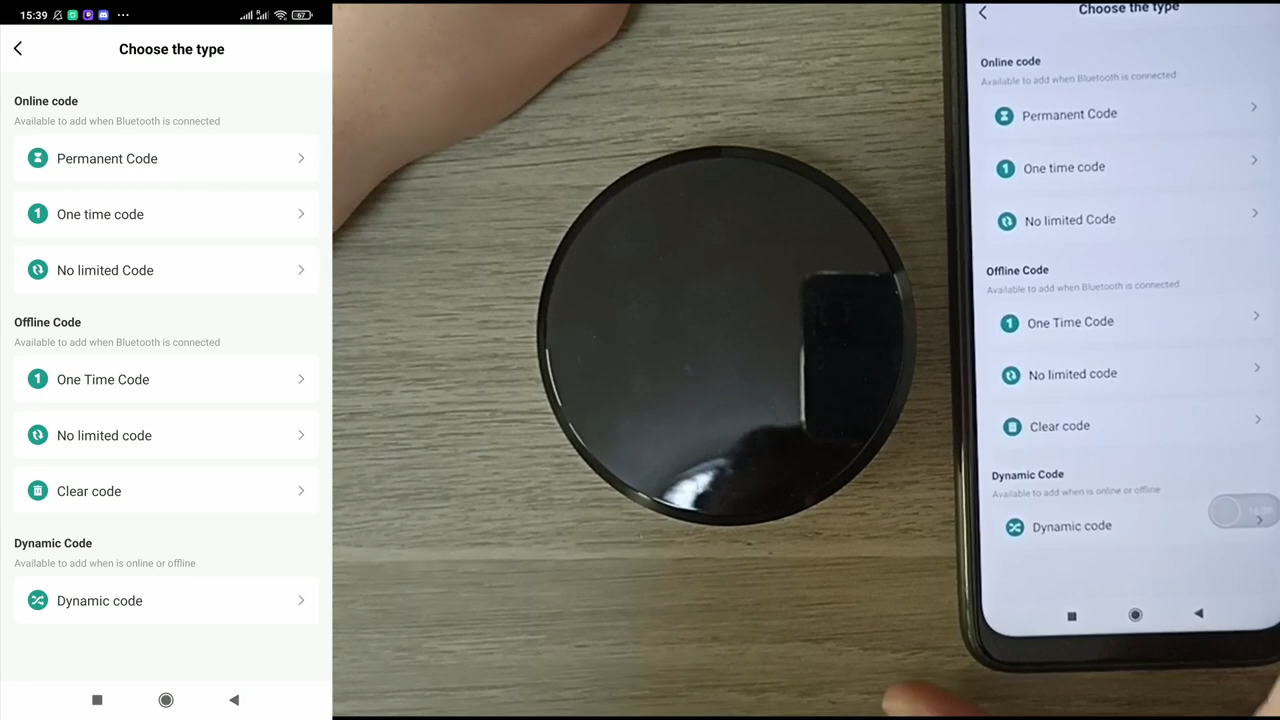 15:39
67
Choose the type
Online code
Available to add when Bluetooth is connected
Permanent Code
One time code
No limited Code
Offline Code
Available to add when Bluetooth is connected
One Time Code
No limited code
Clear code
Dynamic Code
Available to add when is online or offline
Dynamic code
Choose the type
Online code
Available to add when Bluetooth is connected
Permanent Code
One time code
No limited Code
Offline Code
Available to add when Bluetooth is connected
One Time Code
No limited code
Clear code
Dynamic Code
Available to add when is online or offline
Dynamic code